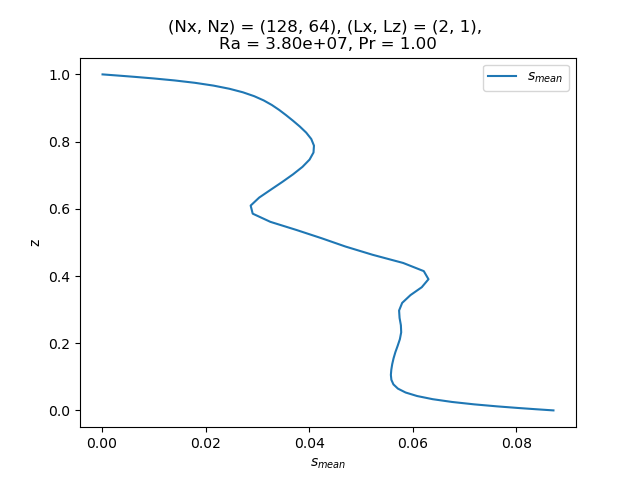 (Nx, Nz) = (128, 64), (Lx, Lz) = (2, 1),
Ra = 3.80e+07, Pr = 1.00
s_mean
1.0
0.8
0.6
0.4
0.2
0.0
z
0.00 0.02 0.04 0.06 0.08
s_mean